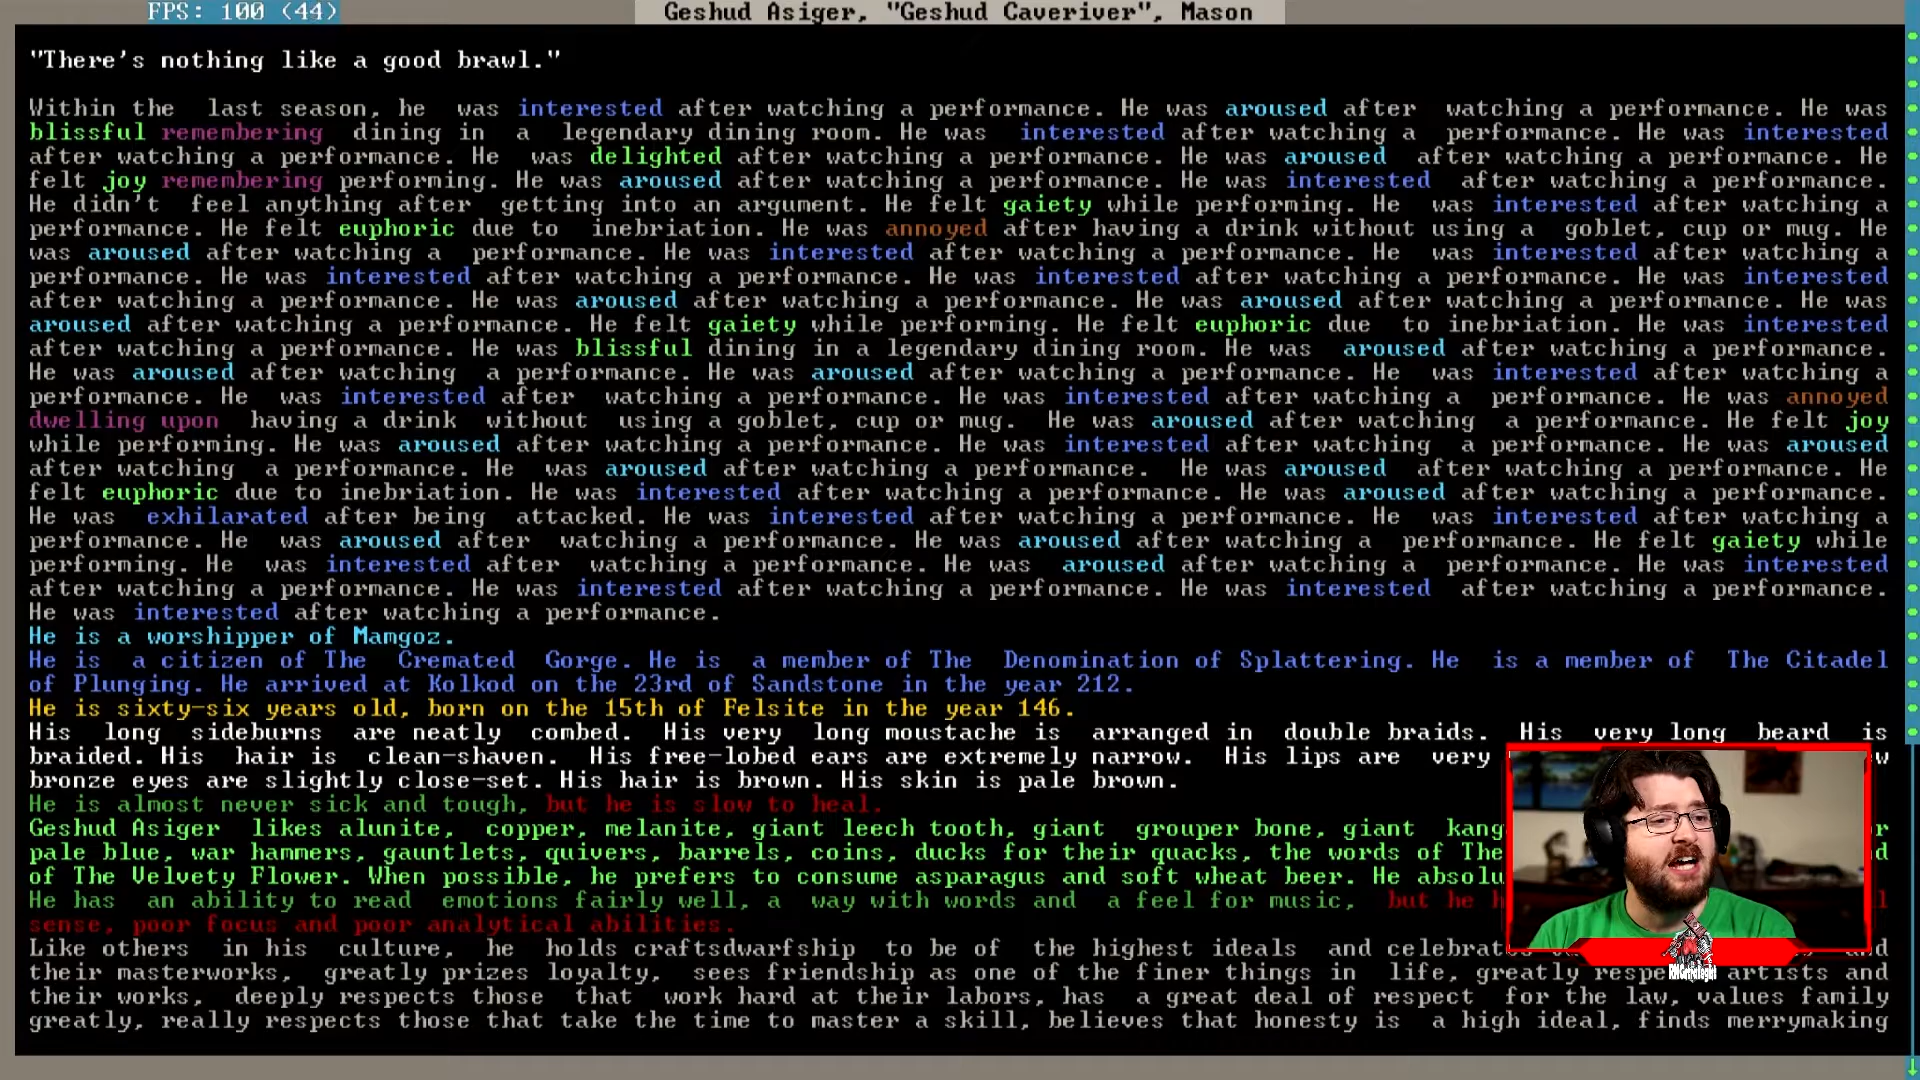 FPS: 100 (44)
Geshud Asiger, "Geshud Caveriver", Mason
"There's nothing like a good brawl."
Within the last season, he was interested after watching a performance. He was aroused after watching a performance. He was
blissful remembering dining in a legendary dining room. He was interested after watching a performance. He was interested
after watching a performance. He was delighted after watching a performance. He was aroused after watching a performance. He
felt joy remembering performing. He was aroused after watching a performance. He was interested after watching a performance.
He didn't feel anything after getting into an argument. He felt gaiety while performing. He was interested after watching a
performance. He felt euphoric due to inebriation. He was annoyed after having a drink without using a goblet, cup or mug. He
was aroused after watching a performance. He was interested after watching a performance. He was interested after watching a
performance. He was interested after watching a performance. He was interested after watching a performance. He was interested
after watching a performance. He was aroused after watching a performance. He was aroused after watching a performance. He was
aroused after watching a performance. He felt gaiety while performing. He felt euphoric due to inebriation. He was interested
after watching a performance. He was blissful dining in a legendary dining room. He was aroused after watching a performance.
He was aroused after watching a performance. He was aroused after watching a performance. He was interested after watching a
performance. He was interested after watching a performance. He was interested after watching a performance. He was annoyed
dwelling upon having a drink without using a goblet, cup or mug. He was aroused after watching a performance. He felt joy
while performing. He was aroused after watching a performance. He was interested after watching a performance. He was aroused
after watching a performance. He was aroused after watching a performance. He was aroused after watching a performance. He
felt euphoric due to inebriation. He was interested after watching a performance. He was aroused after watching a performance.
He was exhilarated after being attacked. He was interested after watching a performance. He was interested after watching a
performance. He was aroused after watching a performance. He was aroused after watching a performance. He felt gaiety while
performing. He was interested after watching a performance. He was aroused after watching a performance. He was interested
after watching a performance. He was interested after watching a performance. He was interested after watching a performance.
He was interested after watching a performance.
He is a worshipper of Mamgoz.
He is a citizen of The Cremated Gorge. He is a member of The Denomination of Splattering. He is a member of The Citadel
of Plunging. He arrived at Kolkod on the 23rd of Sandstone in the year 212.
He is sixty-six years old, born on the 15th of Felsite in the year 146.
His long sideburns are neatly combed. His very long moustache is arranged in double braids. His very long beard is
braided. His hair is clean-shaven. His free-lobed ears are extremely narrow. His lips are very
bronze eyes are slightly close-set. His hair is brown. His skin is pale brown.
He is almost never sick and tough, but he is slow to heal.
Geshud Asiger likes alunite, copper, melanite, giant leech tooth, giant grouper bone, giant
pale blue, war hammers, gauntlets, quivers, barrels, coins, ducks for their quacks, the words of The
of The Velvety Flower. When possible, he prefers to consume asparagus and soft wheat beer. He
He has an ability to read emotions fairly well, a way with words and a feel for music, but he
sense, poor focus and poor analytical abilities.
Like others in his culture, he holds craftsdwarfship to be of the highest ideals and
their masterworks, greatly prizes loyalty, sees friendship as one of the finer things in life, greatly artists and
their works, deeply respects those that work hard at their labors, has a great deal of respect for the law, values family
greatly, really respects those that take the time to master a skill, believes that honesty is a high ideal, finds merrymaking